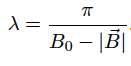 λ = π / (B₀ − |B⃗|)